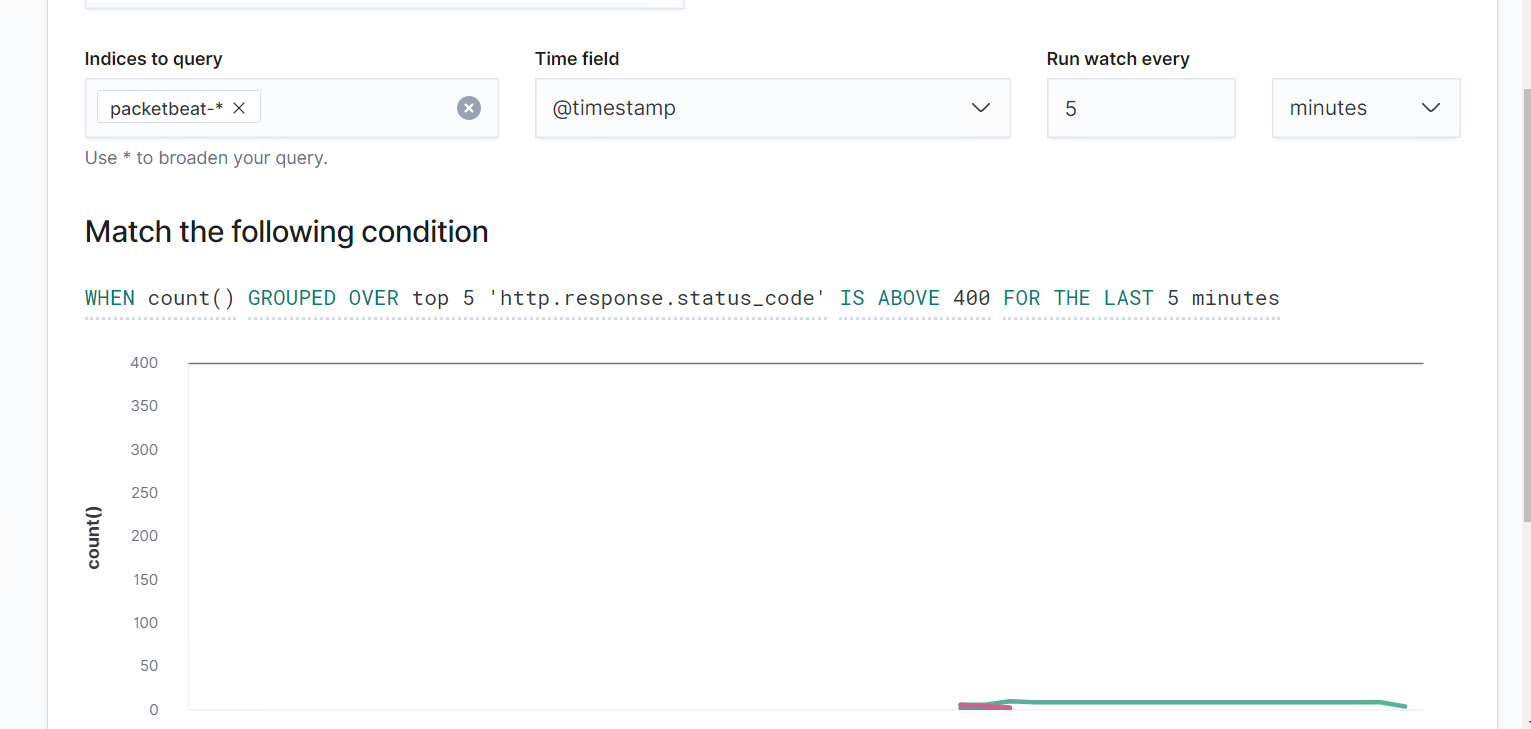 Indices to query Time field Run watch every
packetbeat-* @timestamp 5 minutes
Use * to broaden your query.
Match the following condition
WHEN count() GROUPED OVER top 5 'http.response.status_code' IS ABOVE 400 FOR THE LAST 5 minutes
400
350
300
250
200
150
100
50
0
count()